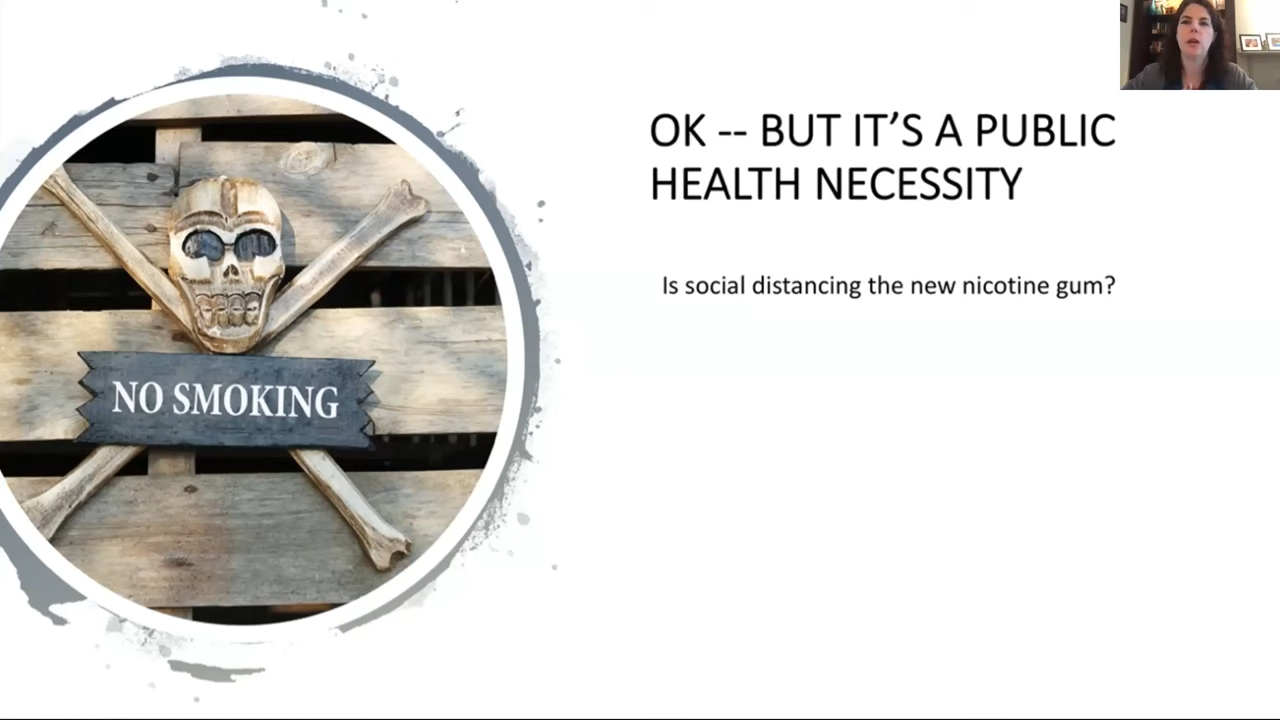 OK -- BUT IT’S A PUBLIC
HEALTH NECESSITY
Is social distancing the new nicotine gum?
NO SMOKING